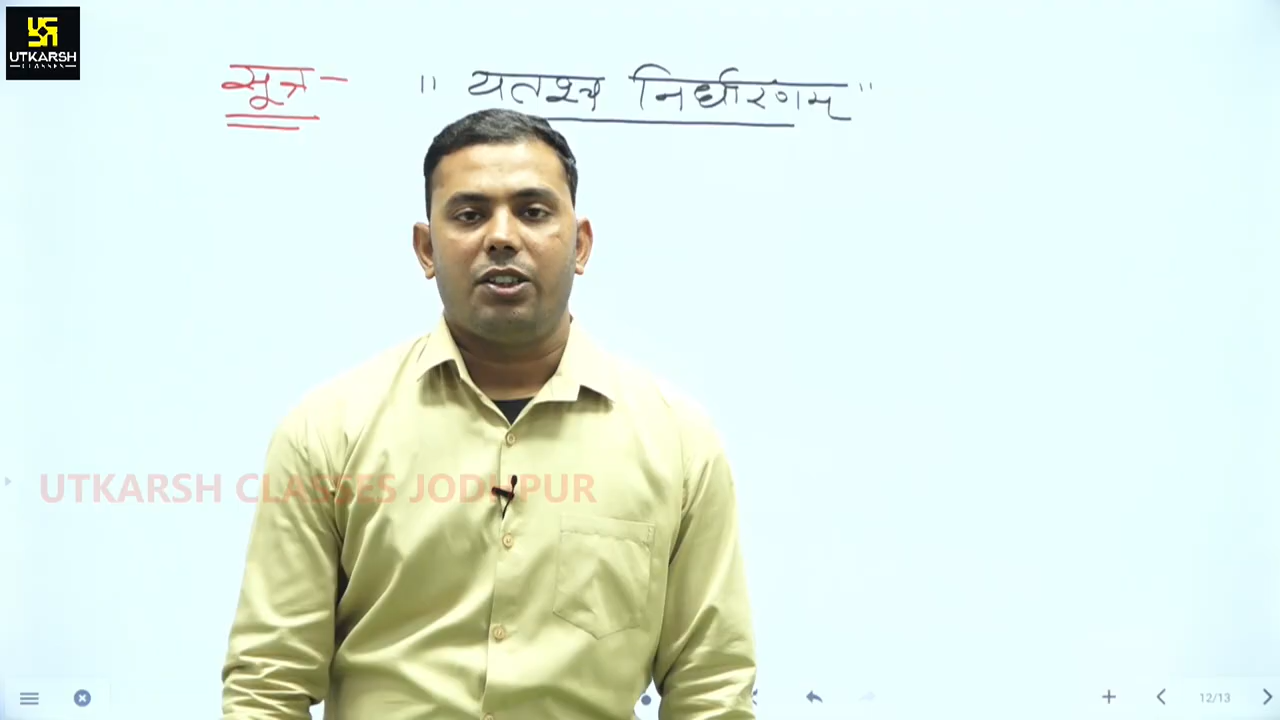 UTKARSH
CLASSES
सूत्र - " यतश्च निर्धारणम् "
UTKARSH CLASSES JODHPUR
12/13